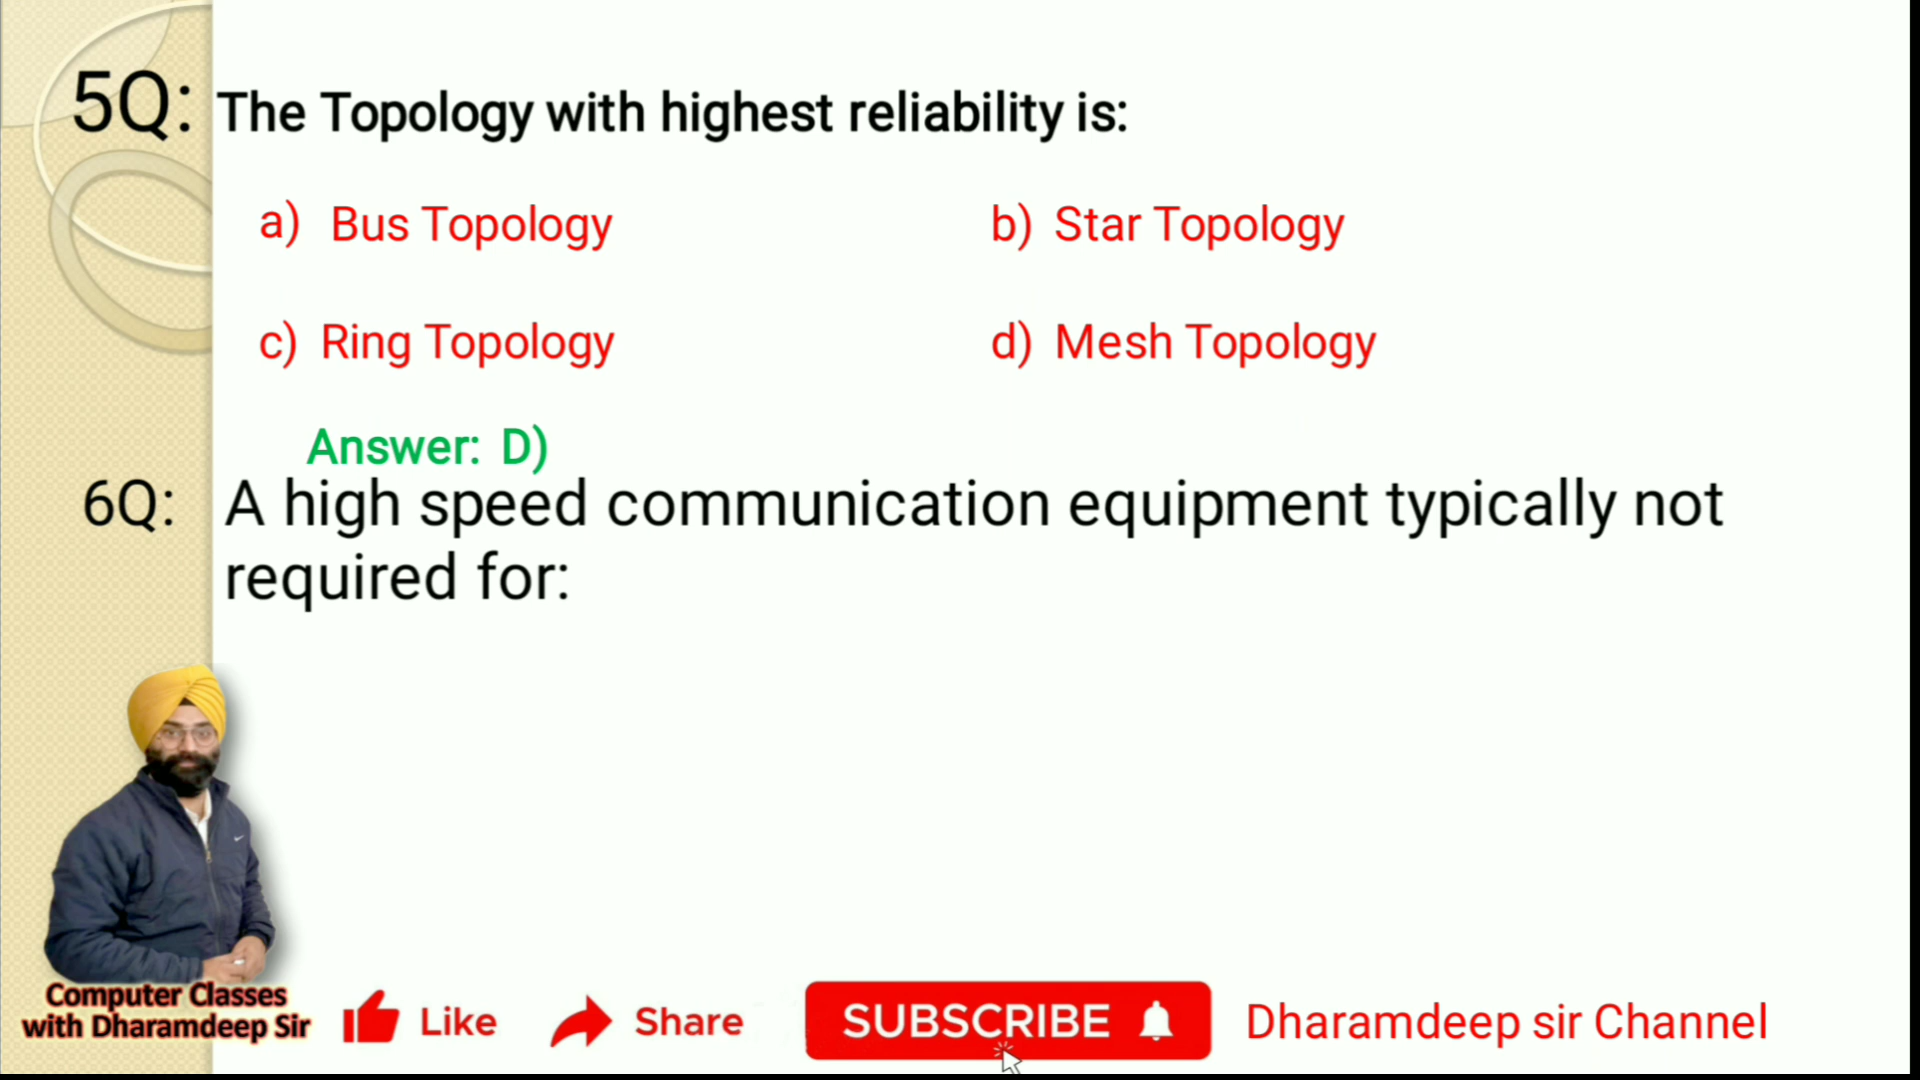 5Q: The Topology with highest reliability is:
a) Bus Topology b) Star Topology
c) Ring Topology d) Mesh Topology
Answer: D)
6Q: A high speed communication equipment typically not
required for:
Computer Classes
with Dharamdeep Sir
Like Share SUBSCRIBE Dharamdeep sir Channel